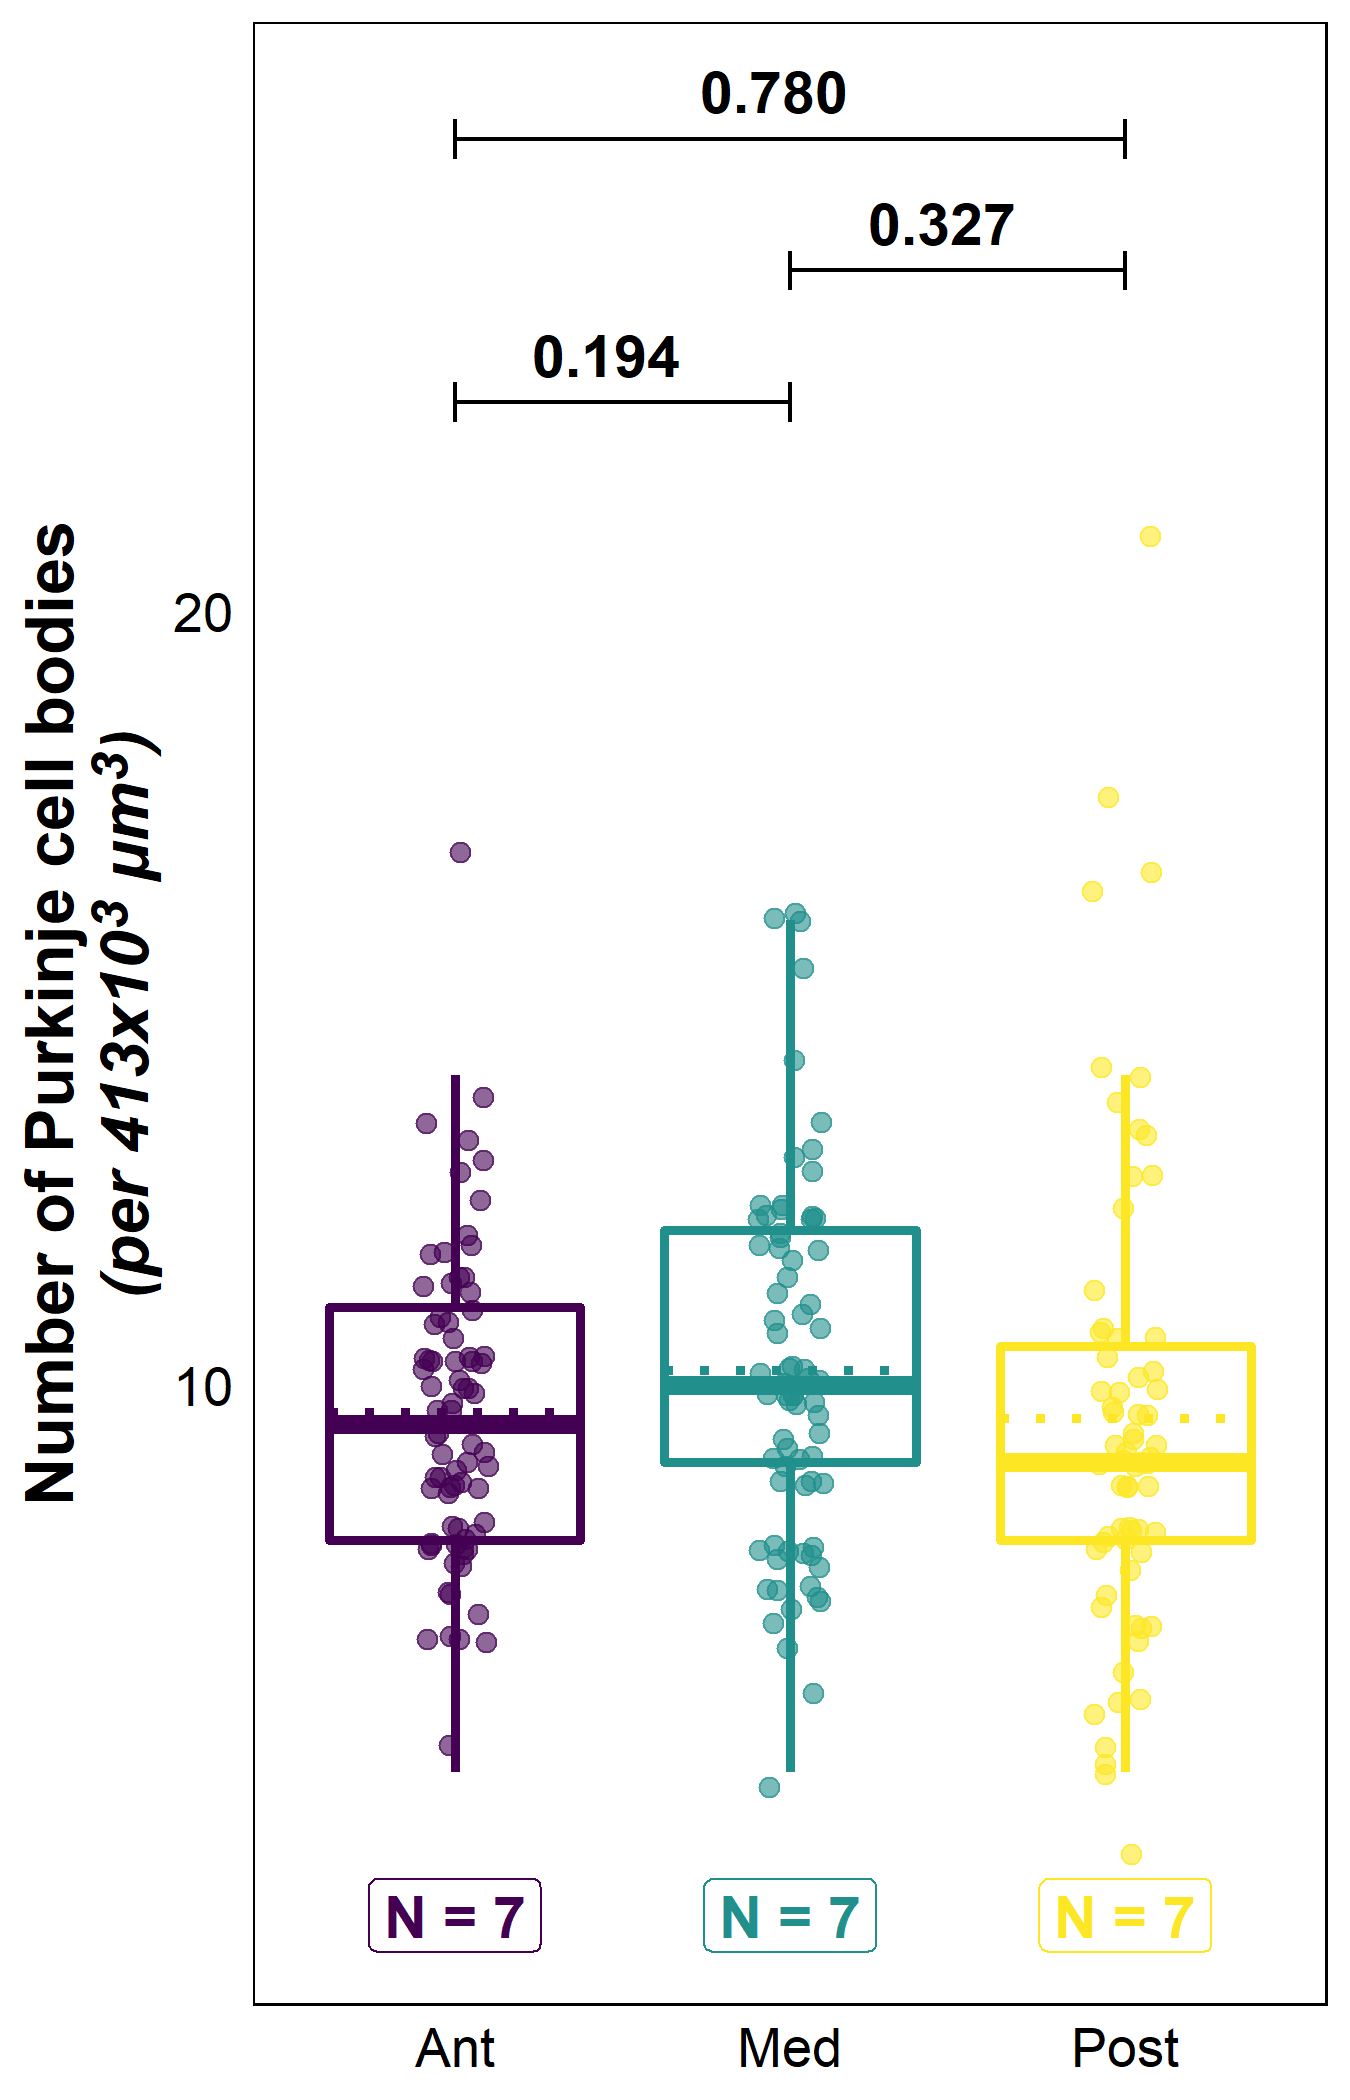 0.780
0.327
0.194
Number of Purkinje cell bodies
(per 413x10³ µm³)
20
10
N = 7
N = 7
N = 7
Ant
Med
Post